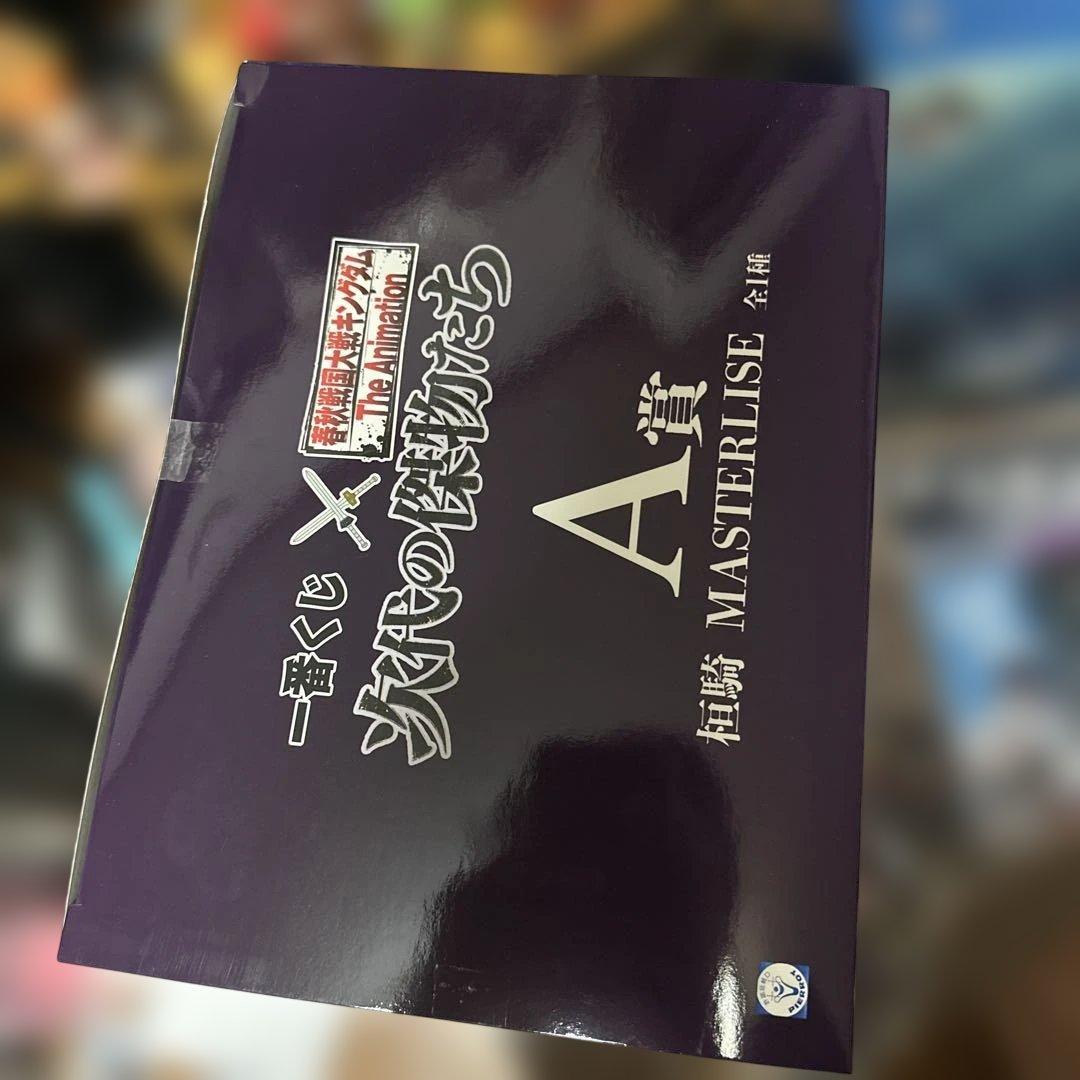 一番くじ
春秋戦国大戦キングダム
The Animation
次代の傑物たち
A賞
桓騎 MASTERLISE 全1種
PIERROT